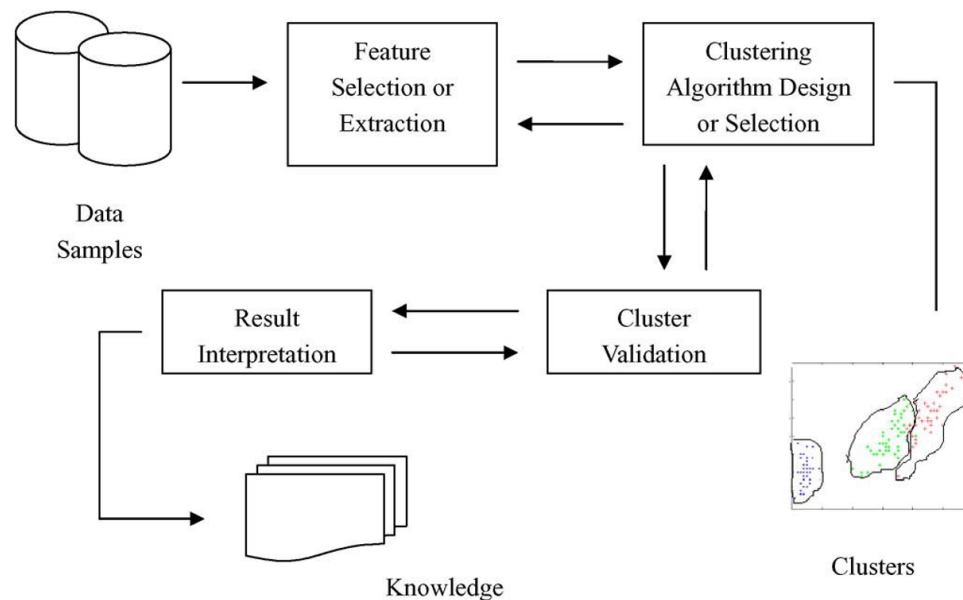 Feature
Selection or
Extraction
Clustering
Algorithm Design
or Selection
Data
Samples
Result
Interpretation
Cluster
Validation
Clusters
Knowledge